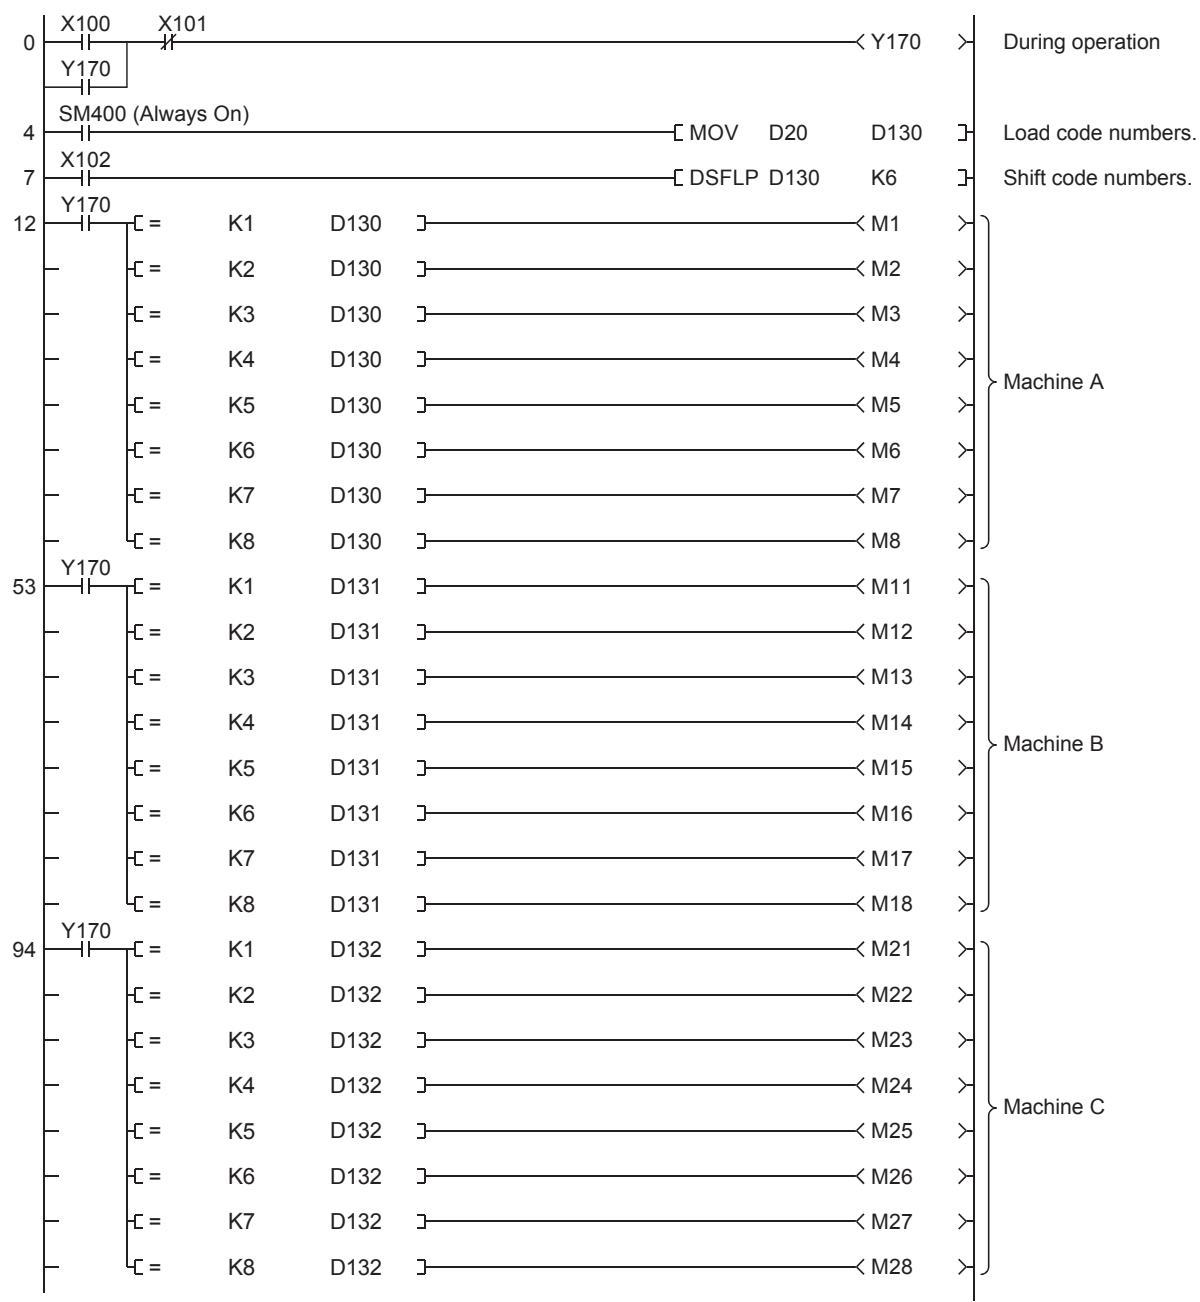 X100 X101
0 Y170 During operation
Y170
SM400 (Always On)
4 MOV D20 D130 Load code numbers.
X102
7 DSFLP D130 K6 Shift code numbers.
Y170
12 = K1 D130 M1
= K2 D130 M2
= K3 D130 M3
= K4 D130 M4
Machine A
= K5 D130 M5
= K6 D130 M6
= K7 D130 M7
= K8 D130 M8
Y170
53 = K1 D131 M11
= K2 D131 M12
= K3 D131 M13
= K4 D131 M14
Machine B
= K5 D131 M15
= K6 D131 M16
= K7 D131 M17
= K8 D131 M18
Y170
94 = K1 D132 M21
= K2 D132 M22
= K3 D132 M23
= K4 D132 M24
Machine C
= K5 D132 M25
= K6 D132 M26
= K7 D132 M27
= K8 D132 M28